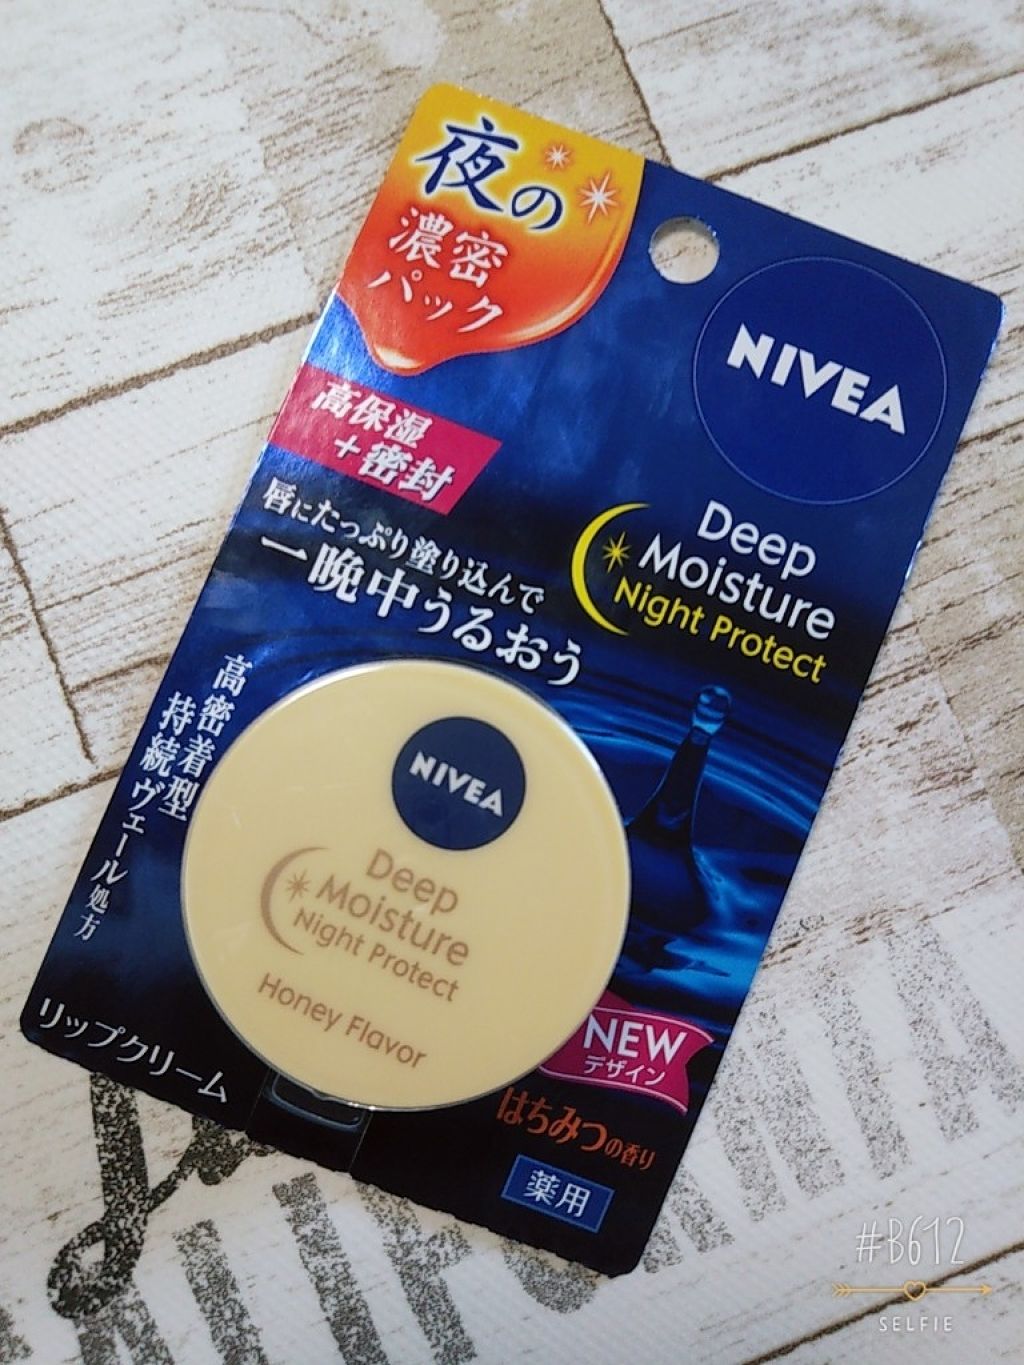 夜の
濃密
パック
NIVEA
高保湿
+密封
唇にたっぷり塗り込んで
一晩中うるおう
Deep
Moisture
Night Protect
高密着型
持続ヴェール処方
NIVEA
Deep
Moisture
Night Protect
Honey Flavor
リップクリーム
NEW
デザイン
はちみつの香り
薬用
#B612
SELFIE